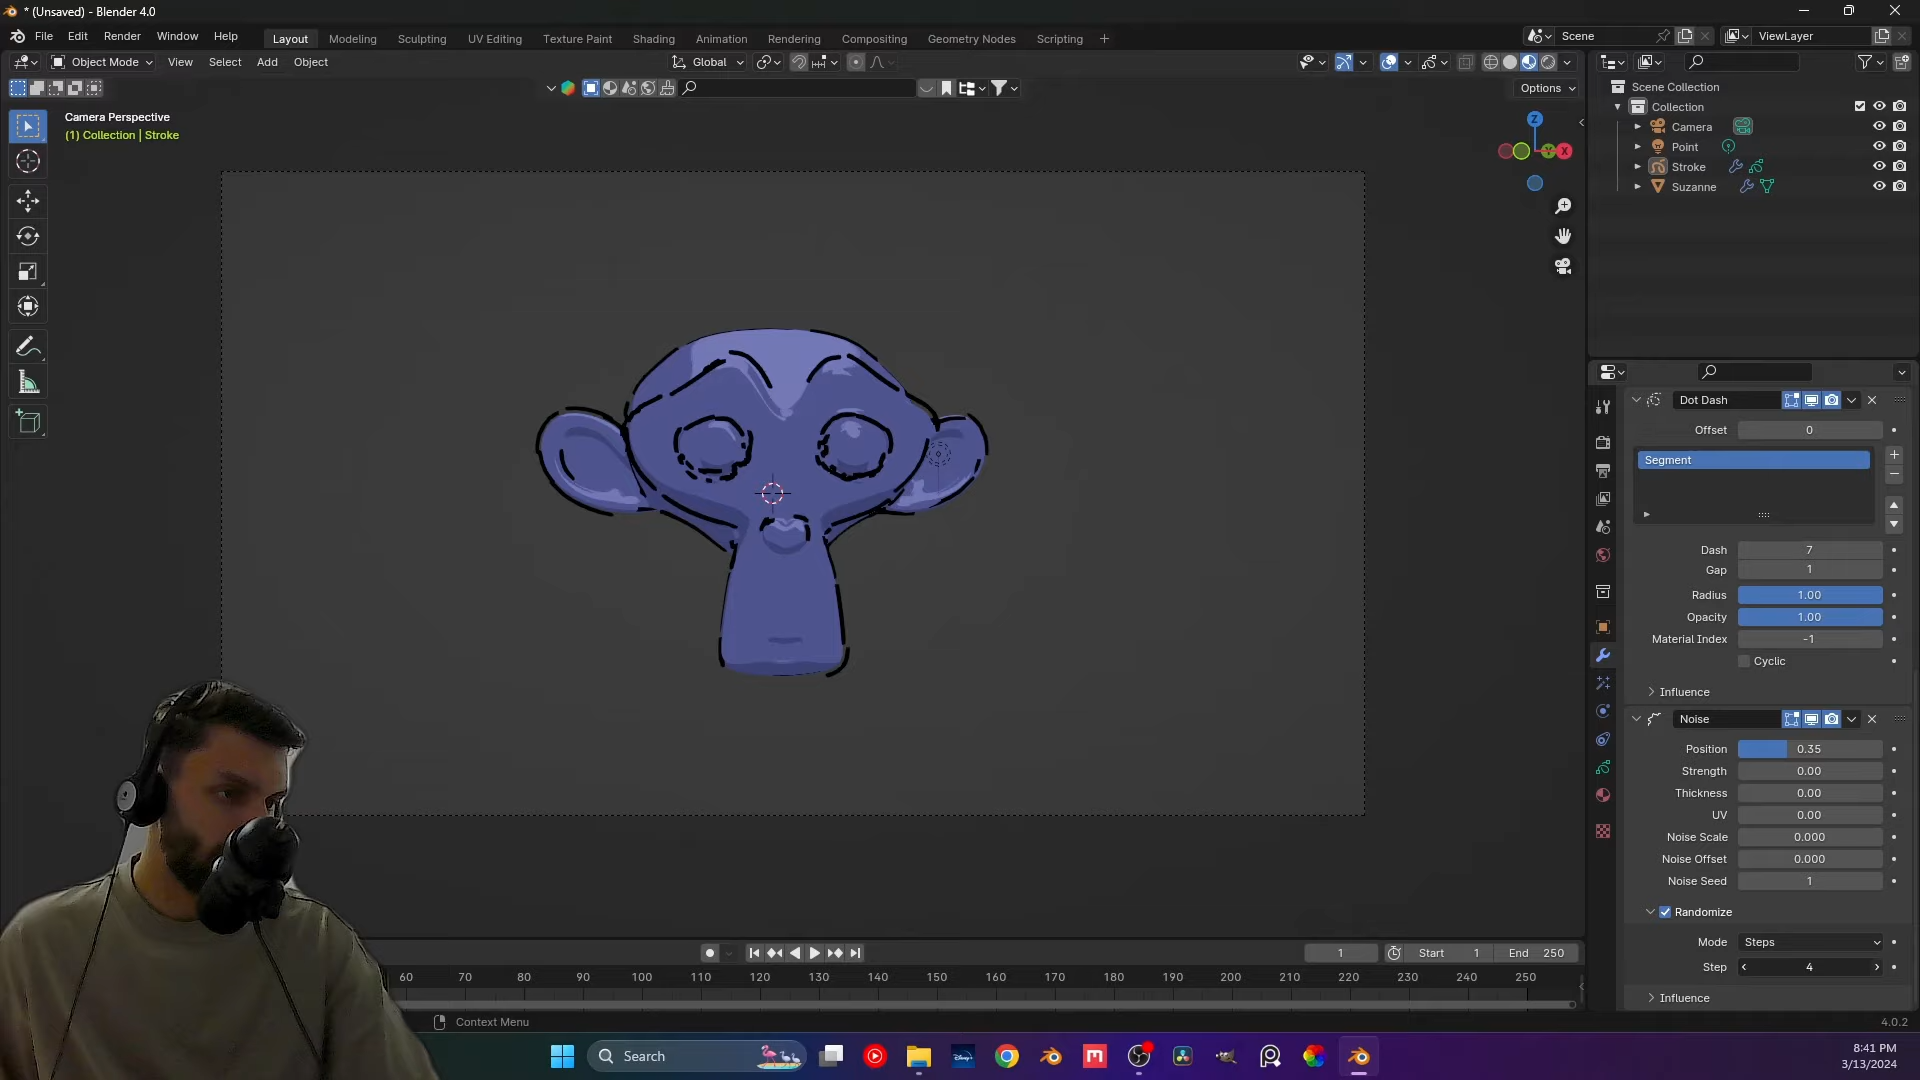 * (Unsaved) - Blender 4.0
File Edit Render Window Help
Layout Modeling Sculpting UV Editing Texture Paint Shading Animation Rendering Compositing Geometry Nodes Scripting +
Scene
ViewLayer
Object Mode View Select Add Object
Global
Options
Camera Perspective
(1) Collection | Stroke
Z
Y
X
Scene Collection
Collection
Camera
Point
Stroke
Suzanne
Dot Dash
Offset 0
Segment
Dash 7
Gap 1
Radius 1.00
Opacity 1.00
Material Index -1
Cyclic
Influence
Noise
Position 0.35
Strength 0.00
Thickness 0.00
UV 0.00
Noise Scale 0.000
Noise Offset 0.000
Noise Seed 1
Randomize
Mode Steps
Step 4
Influence
1 Start 1 End 250
60 70 80 90 100 110 120 130 140 150 160 170 180 190 200 210 220 230 240 250
Context Menu
4.0.2
Search
Disney+
8:41 PM
3/13/2024